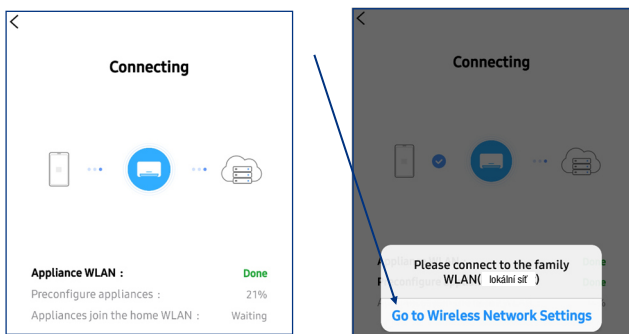 Connecting
Appliance WLAN : Done
Preconfigure appliances : 21%
Appliances join the home WLAN : Waiting
Connecting
Please connect to the family
WLAN( lokální síť )
Go to Wireless Network Settings